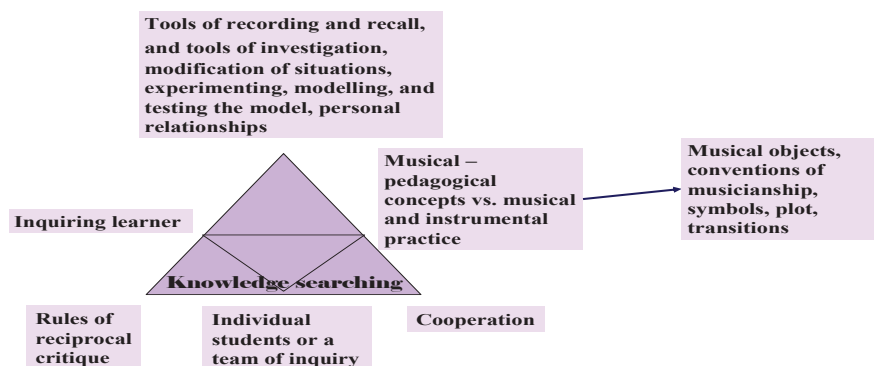 Tools of recording and recall,
and tools of investigation,
modification of situations,
experimenting, modelling, and
testing the model, personal
relationships
Musical –
pedagogical
concepts vs. musical
and instrumental
practice
Musical objects,
conventions of
musicianship,
symbols, plot,
transitions
Inquiring learner
Knowledge searching
Rules of
reciprocal
critique
Individual
students or a
team of inquiry
Cooperation